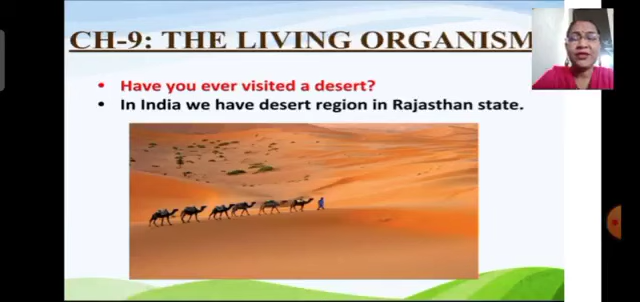 CH-9: THE LIVING ORGANISM
• Have you ever visited a desert?
• In India we have desert region in Rajasthan state.